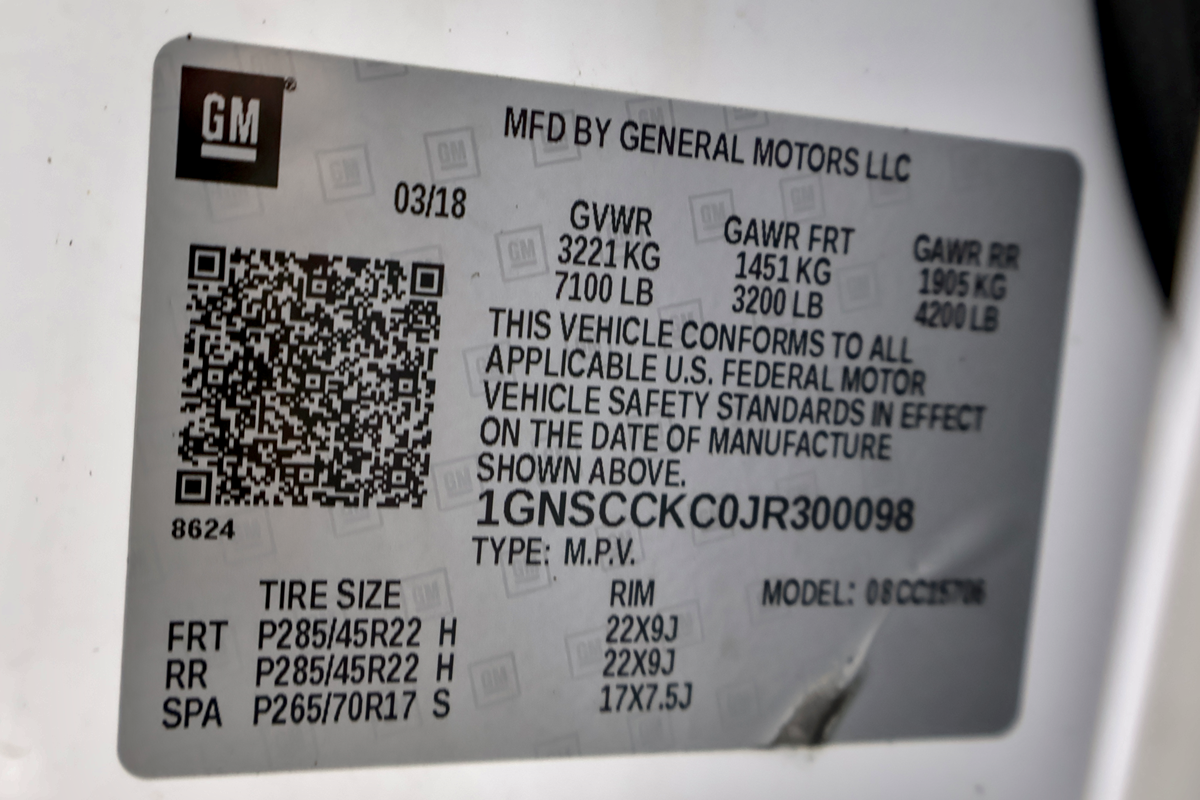 GM
MFD BY GENERAL MOTORS LLC
03/18
GVWR GAWR FRT GAWR RR
3221 KG 1451 KG 1905 KG
7100 LB 3200 LB 4200 LB
THIS VEHICLE CONFORMS TO ALL
APPLICABLE U.S. FEDERAL MOTOR
VEHICLE SAFETY STANDARDS IN EFFECT
ON THE DATE OF MANUFACTURE
SHOWN ABOVE.
1GNSCCKC0JR300098
8624
TYPE: M.P.V.
TIRE SIZE RIM MODEL: 08 CC15706
FRT P285/45R22 H 22X9J
RR P285/45R22 H 22X9J
SPA P265/70R17 S 17X7.5J